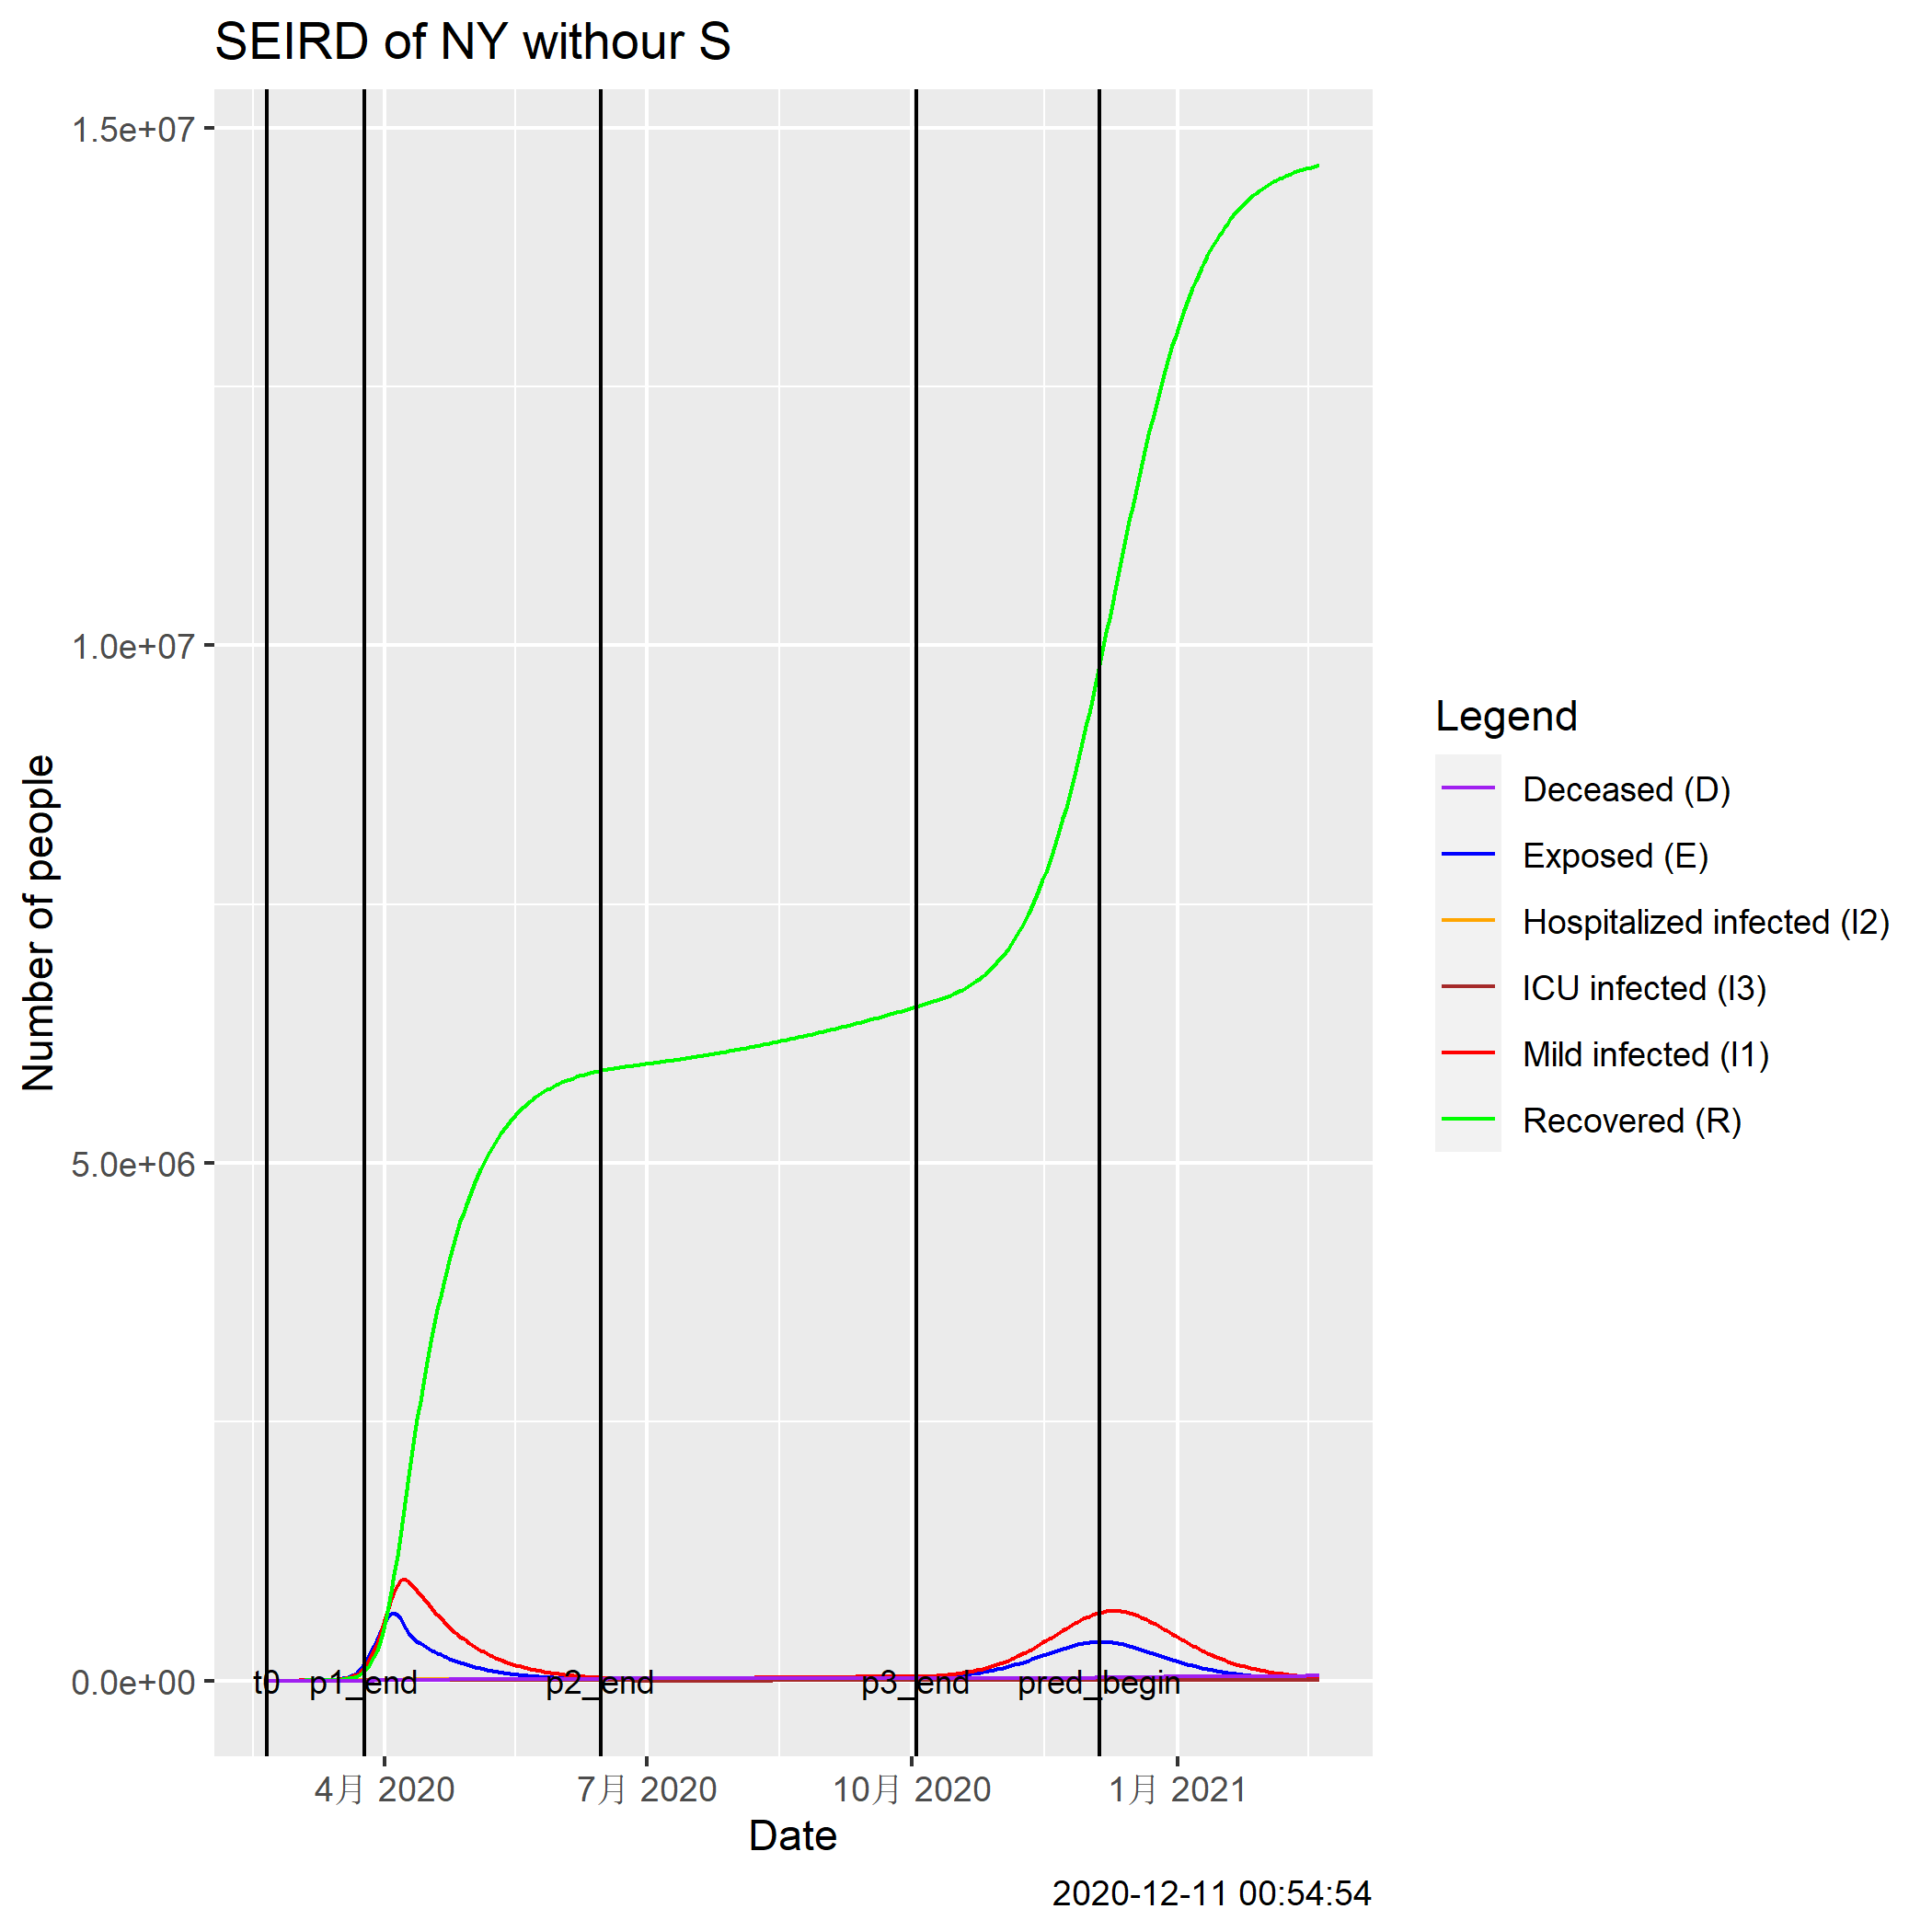 SEIRD of NY withour S
1.5e+07
1.0e+07
5.0e+06
0.0e+00
Number of people
t0 p1_end p2_end p3_end pred_begin
4月 2020 7月 2020 10月 2020 1月 2021
Date
2020-12-11 00:54:54
Legend
Deceased (D)
Exposed (E)
Hospitalized infected (I2)
ICU infected (I3)
Mild infected (I1)
Recovered (R)